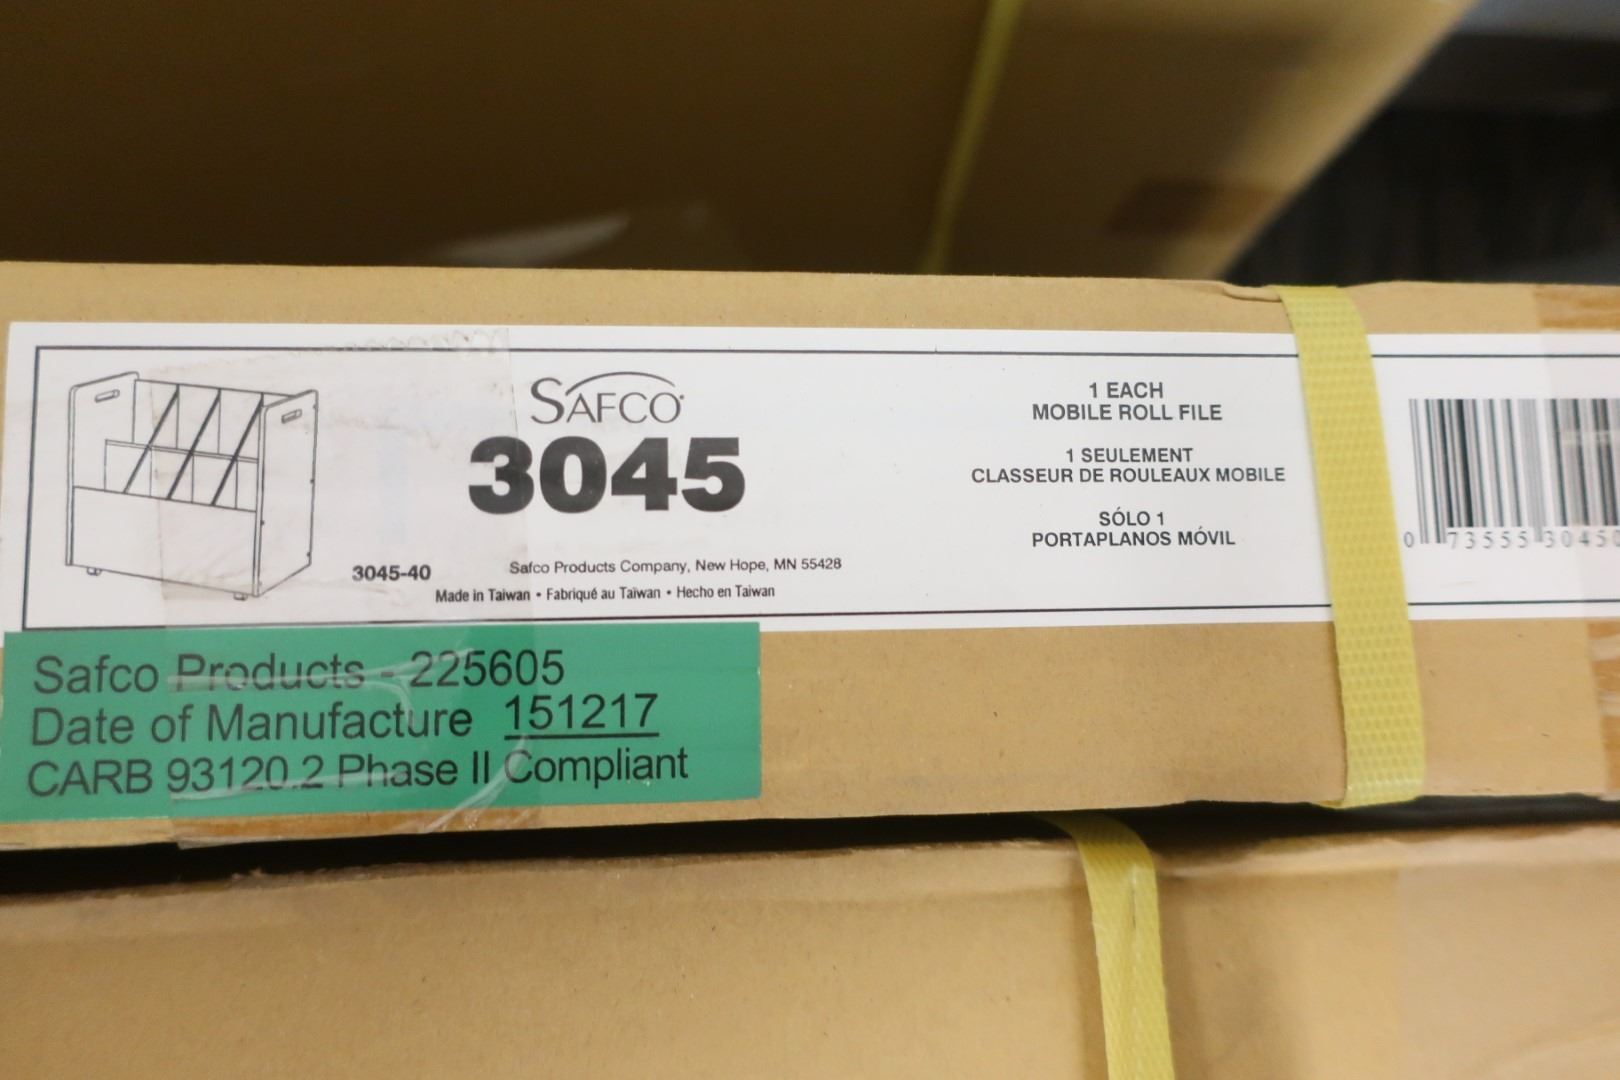 SAFCO
3045
3045-40
Safco Products Company, New Hope, MN 55428
Made in Taiwan • Fabriqué au Taïwan • Hecho en Taiwan
1 EACH
MOBILE ROLL FILE
1 SEULEMENT
CLASSEUR DE ROULEAUX MOBILE
SÓLO 1
PORTAPLANOS MÓVIL
0 73555 30450
Safco Products - 225605
Date of Manufacture 151217
CARB 93120.2 Phase II Compliant